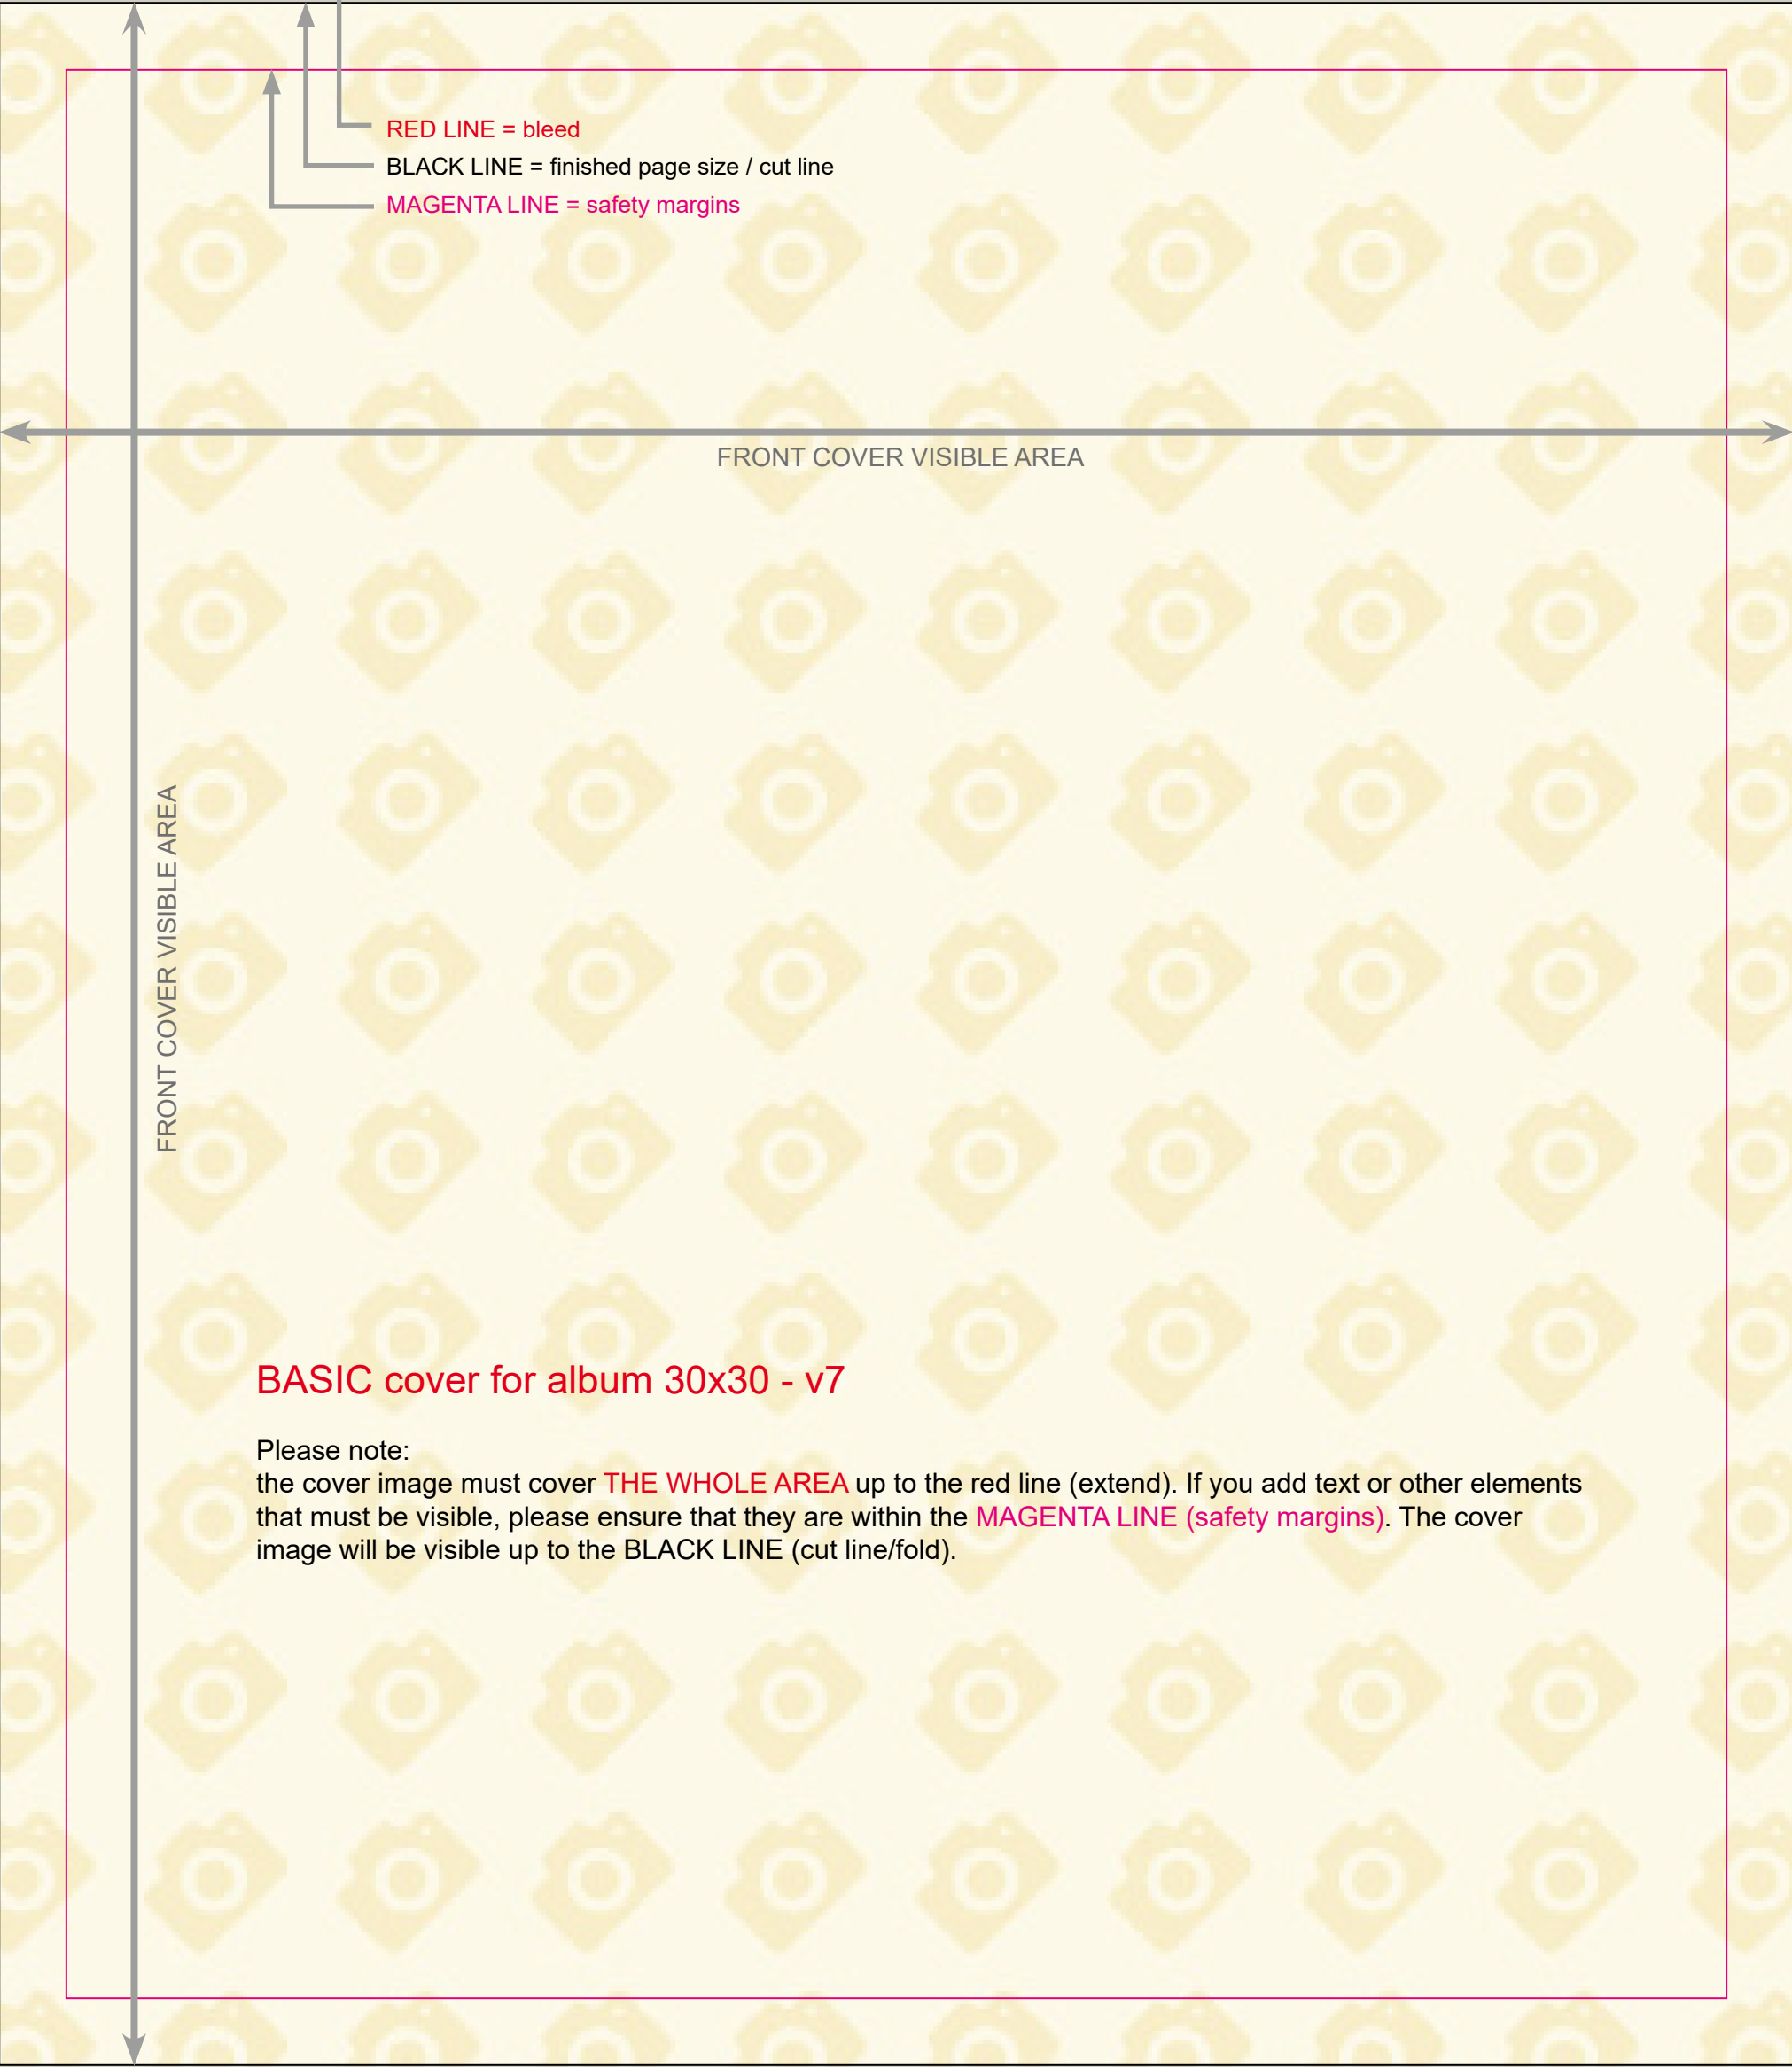 RED LINE = bleed
BLACK LINE = finished page size / cut line
MAGENTA LINE = safety margins
FRONT COVER VISIBLE AREA
FRONT COVER VISIBLE AREA
BASIC cover for album 30x30 - v7
Please note:
the cover image must cover THE WHOLE AREA up to the red line (extend). If you add text or other elements
that must be visible, please ensure that they are within the MAGENTA LINE (safety margins). The cover
image will be visible up to the BLACK LINE (cut line/fold).